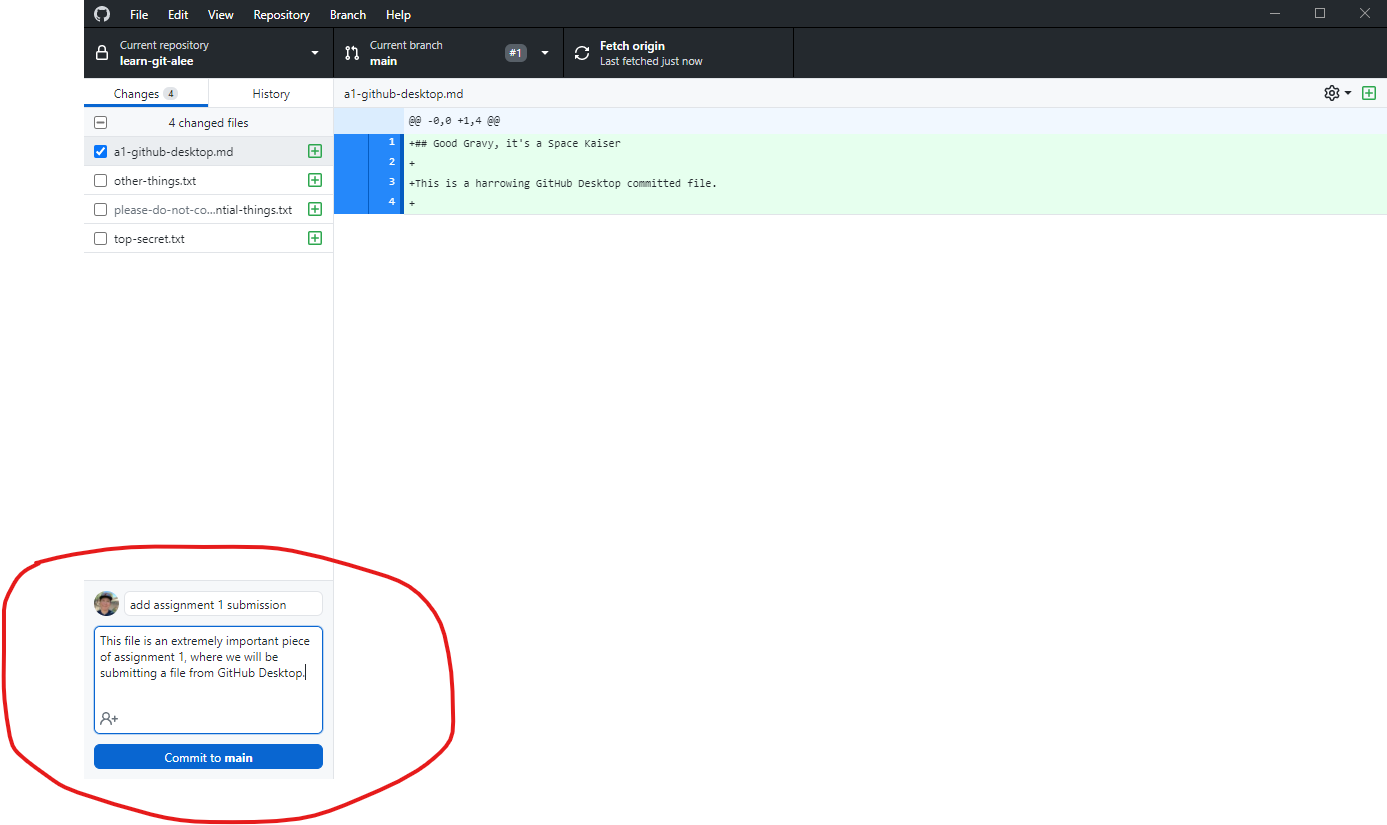 File Edit View Repository Branch Help
Current repository
learn-git-alee
Current branch
main
#1
Fetch origin
Last fetched just now
Changes 4
History
a1-github-desktop.md
4 changed files
@@ -0,0 +1,4 @@
a1-github-desktop.md
other-things.txt
please-do-not-co...ntial-things.txt
top-secret.txt
1 +## Good Gravy, it's a Space Kaiser
2 +
3 +This is a harrowing GitHub Desktop committed file.
4 +
add assignment 1 submission
This file is an extremely important piece
of assignment 1, where we will be
submitting a file from GitHub Desktop.
Commit to main